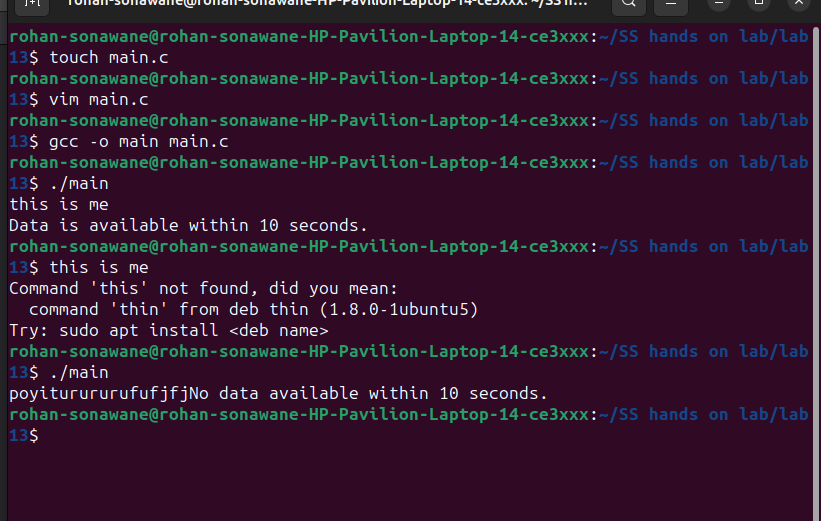 rohan-sonawane@rohan-sonawane-HP-Pavilion-Laptop-14-ce3xxx: ~/SS h...
rohan-sonawane@rohan-sonawane-HP-Pavilion-Laptop-14-ce3xxx:~/SS hands on lab/lab
13$ touch main.c
rohan-sonawane@rohan-sonawane-HP-Pavilion-Laptop-14-ce3xxx:~/SS hands on lab/lab
13$ vim main.c
rohan-sonawane@rohan-sonawane-HP-Pavilion-Laptop-14-ce3xxx:~/SS hands on lab/lab
13$ gcc -o main main.c
rohan-sonawane@rohan-sonawane-HP-Pavilion-Laptop-14-ce3xxx:~/SS hands on lab/lab
13$ ./main
this is me
Data is available within 10 seconds.
rohan-sonawane@rohan-sonawane-HP-Pavilion-Laptop-14-ce3xxx:~/SS hands on lab/lab
13$ this is me
Command 'this' not found, did you mean:
  command 'thin' from deb thin (1.8.0-1ubuntu5)
Try: sudo apt install <deb name>
rohan-sonawane@rohan-sonawane-HP-Pavilion-Laptop-14-ce3xxx:~/SS hands on lab/lab
13$ ./main
poyiturururufufjfjNo data available within 10 seconds.
rohan-sonawane@rohan-sonawane-HP-Pavilion-Laptop-14-ce3xxx:~/SS hands on lab/lab
13$